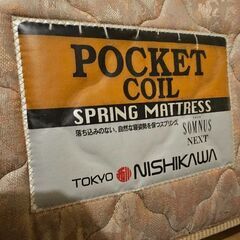 POCKET
COIL
SPRING MATTRESS
落ち込みのない、自然な寝姿勢を保つスプリング。
SOMNUS
NEXT
TOKYO NISHIKAWA